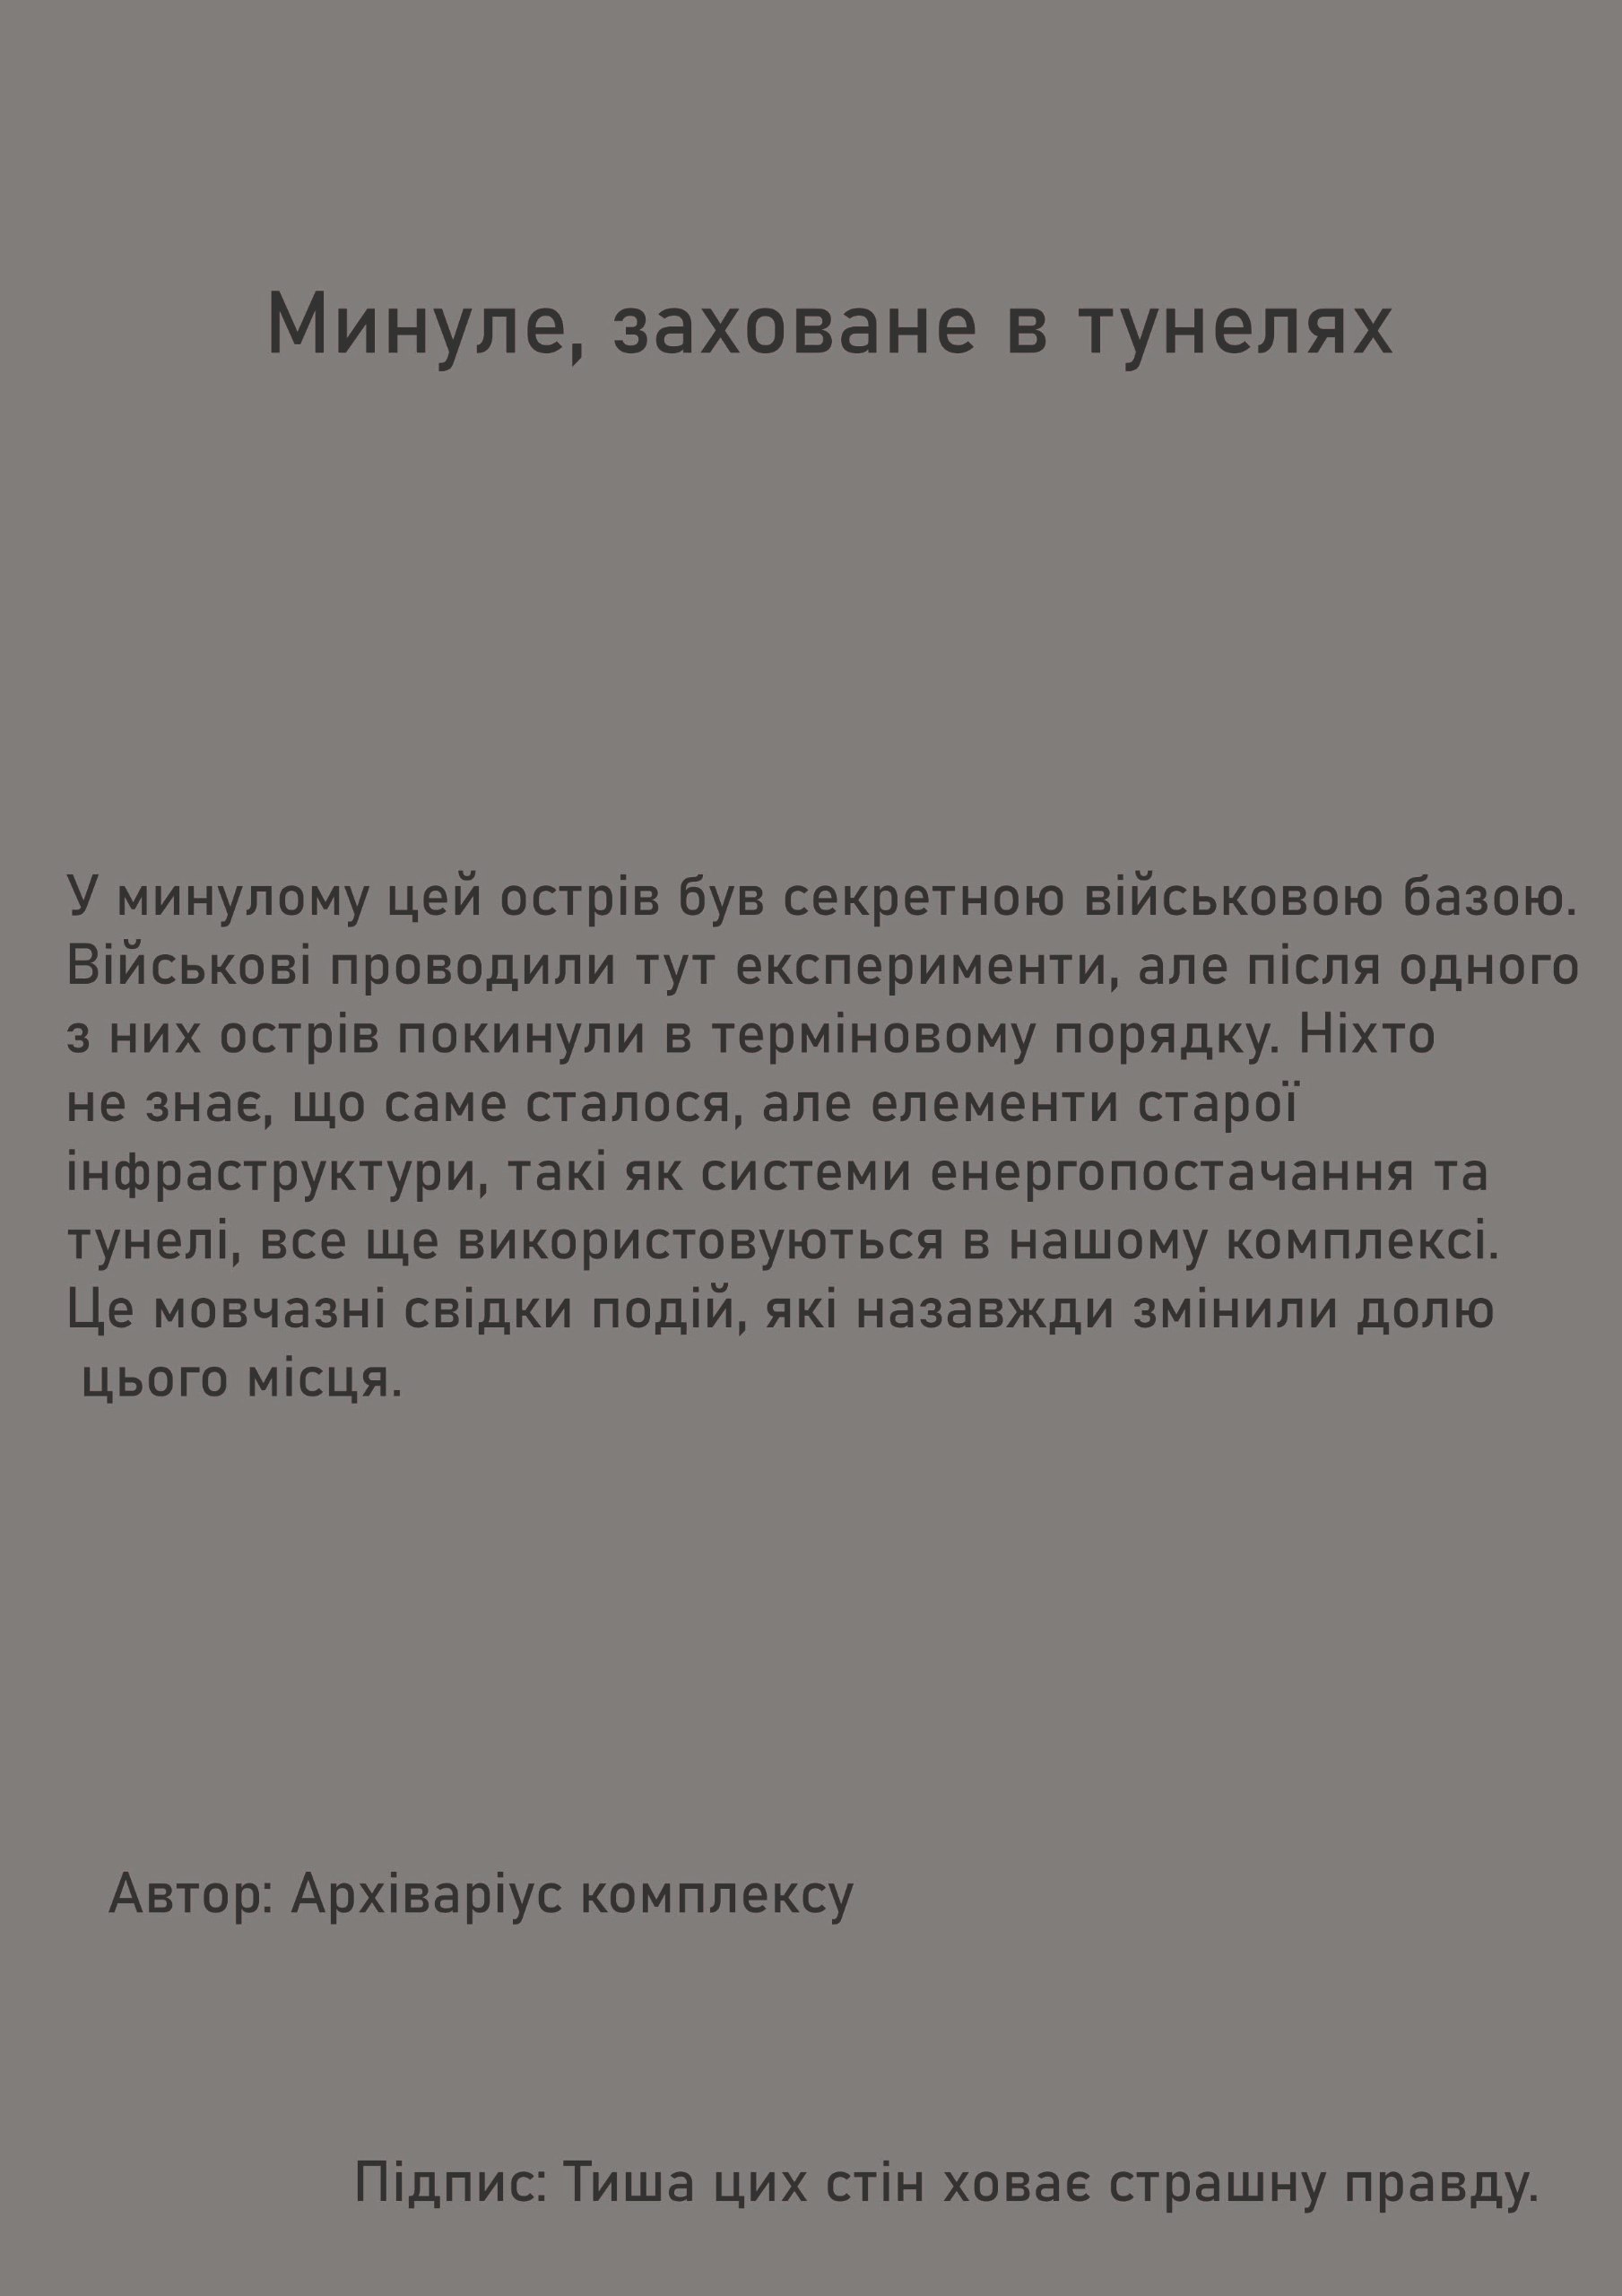 Минуле, заховане в тунелях
У минулому цей острів був секретною військовою базою.
Військові проводили тут експерименти, але після одного
з них острів покинули в терміновому порядку. Ніхто
не знає, що саме сталося, але елементи старої
інфраструктури, такі як системи енергопостачання та
тунелі, все ще використовуються в нашому комплексі.
Це мовчазні свідки подій, які назавжди змінили долю
цього місця.
Автор: Архіваріус комплексу
Підпис: Тиша цих стін ховає страшну правду.